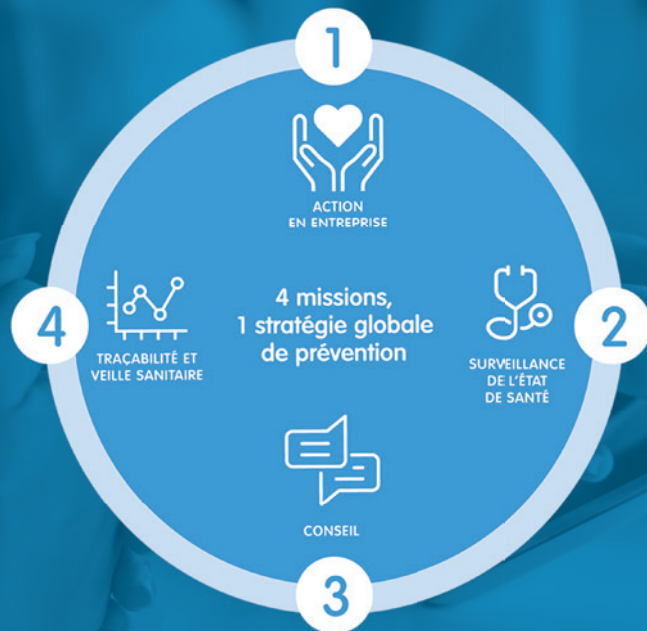 1
ACTION
EN ENTREPRISE
4
TRAÇABILITÉ ET
VEILLE SANITAIRE
4 missions,
1 stratégie globale
de prévention
2
SURVEILLANCE
DE L'ÉTAT
DE SANTÉ
CONSEIL
3